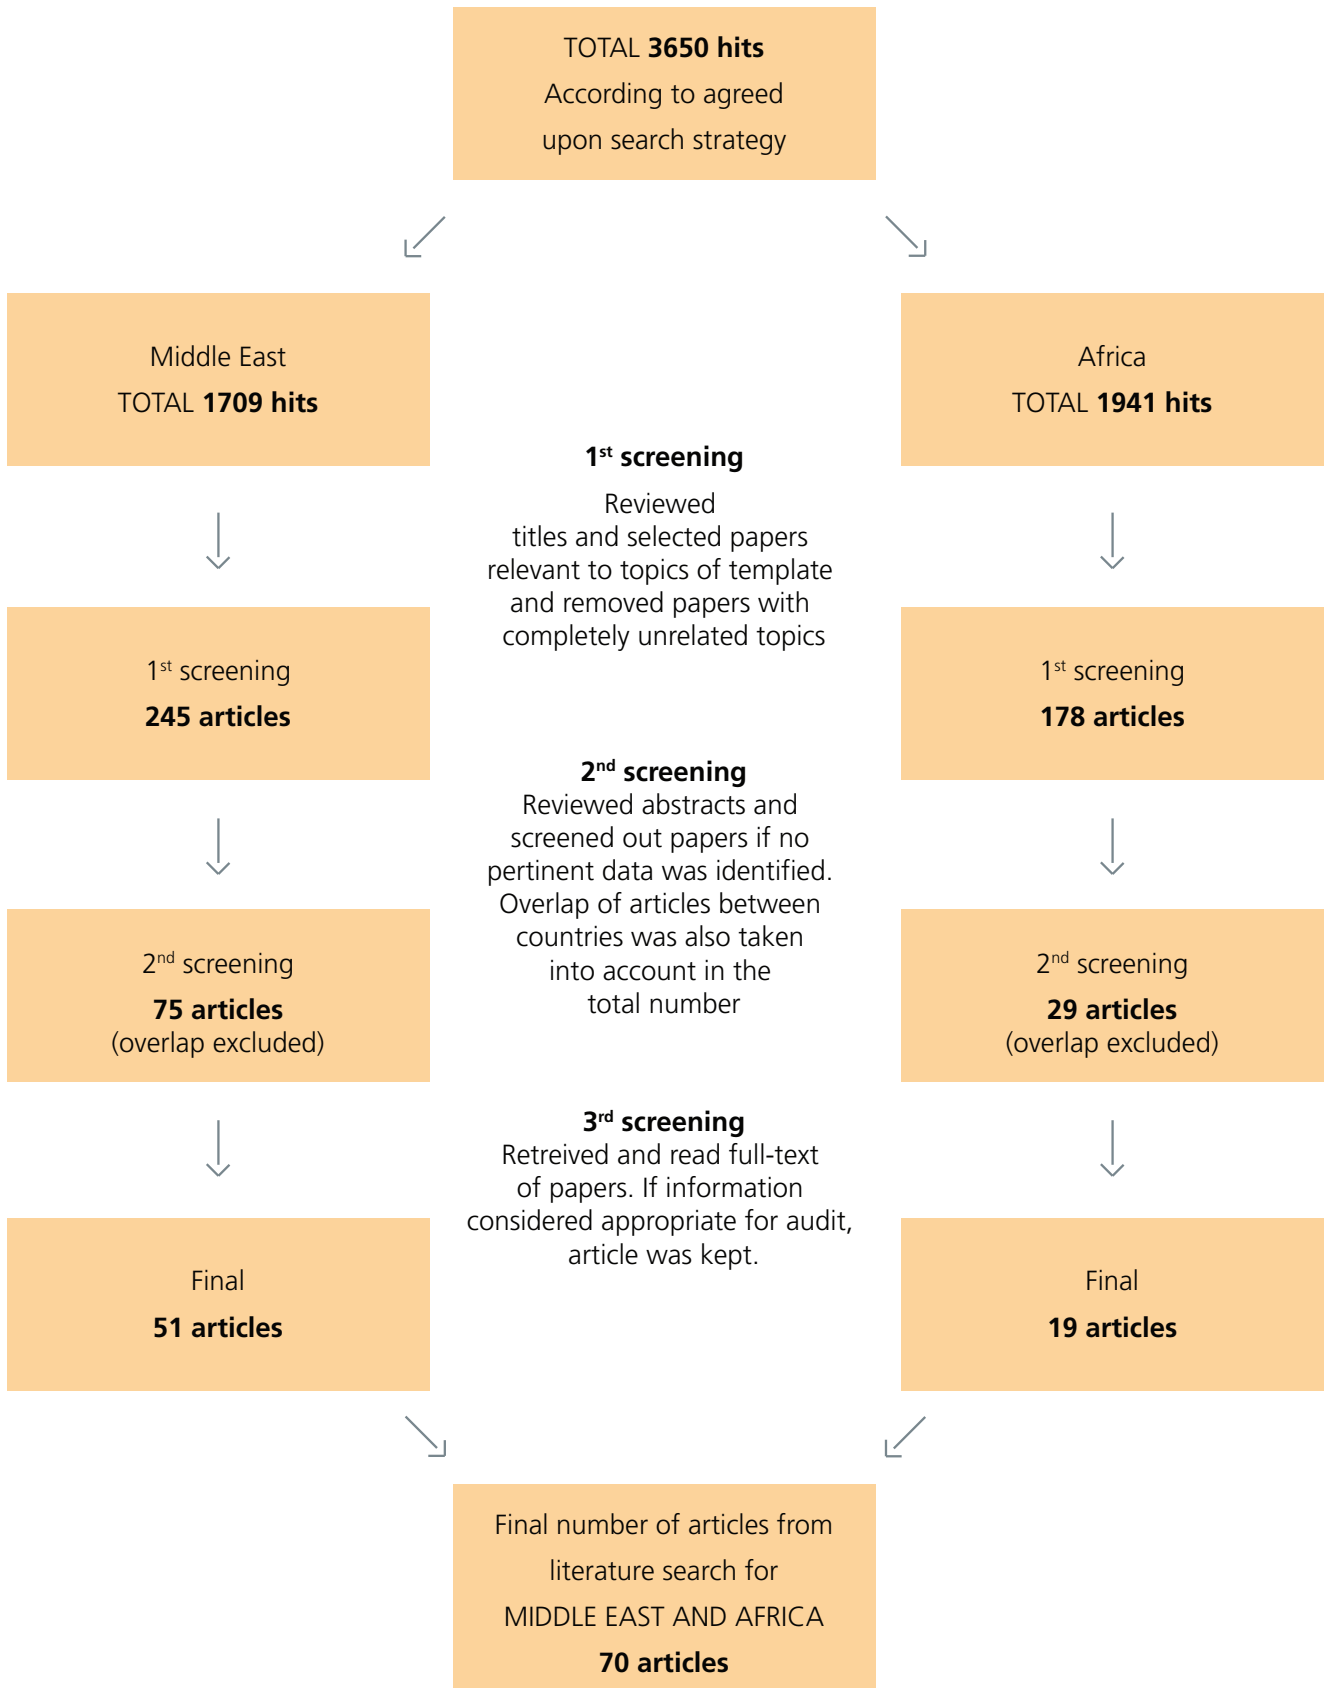 TOTAL 3650 hits
According to agreed
upon search strategy
Middle East
TOTAL 1709 hits
Africa
TOTAL 1941 hits
1st screening
Reviewed
titles and selected papers
relevant to topics of template
and removed papers with
completely unrelated topics
1st screening
245 articles
1st screening
178 articles
2nd screening
Reviewed abstracts and
screened out papers if no
pertinent data was identified.
Overlap of articles between
countries was also taken
into account in the
total number
2nd screening
75 articles
(overlap excluded)
2nd screening
29 articles
(overlap excluded)
3rd screening
Retreived and read full-text
of papers. If information
considered appropriate for audit,
article was kept.
Final
51 articles
Final
19 articles
Final number of articles from
literature search for
MIDDLE EAST AND AFRICA
70 articles